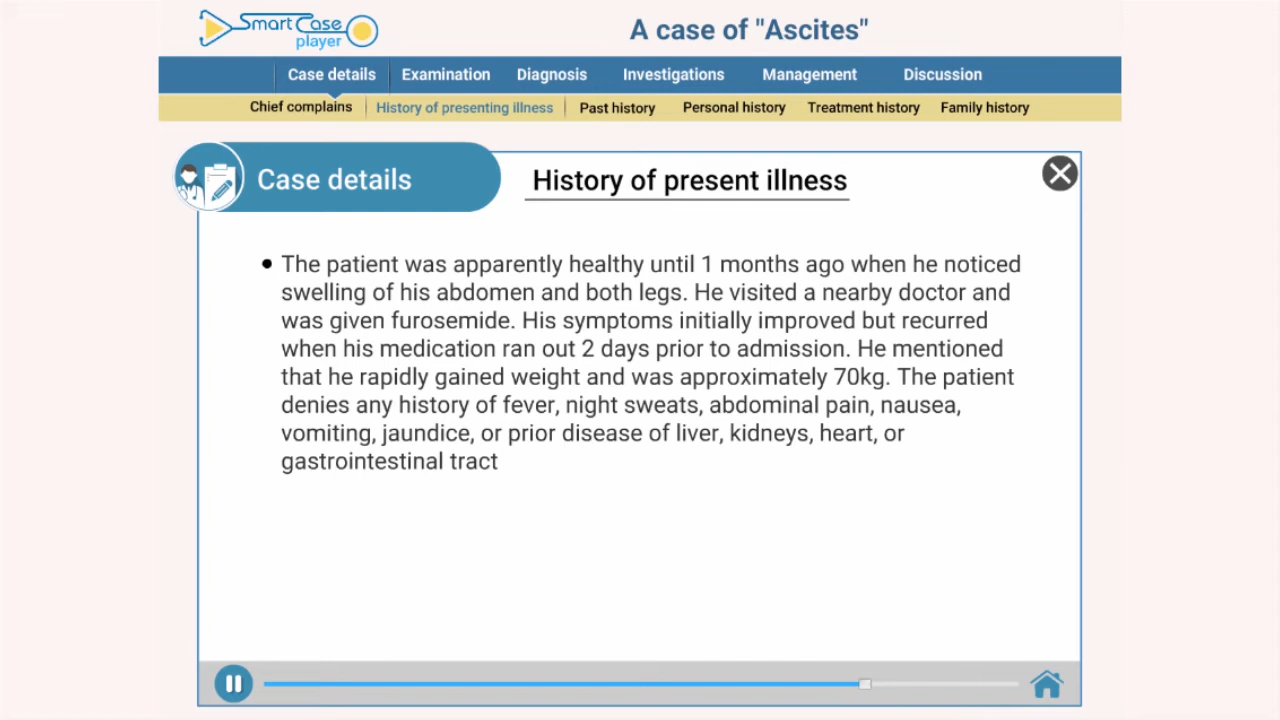 Smart Case
player
A case of "Ascites"
Case details Examination Diagnosis Investigations Management Discussion
Chief complains History of presenting illness Past history Personal history Treatment history Family history
Case details
History of present illness
• The patient was apparently healthy until 1 months ago when he noticed
swelling of his abdomen and both legs. He visited a nearby doctor and
was given furosemide. His symptoms initially improved but recurred
when his medication ran out 2 days prior to admission. He mentioned
that he rapidly gained weight and was approximately 70kg. The patient
denies any history of fever, night sweats, abdominal pain, nausea,
vomiting, jaundice, or prior disease of liver, kidneys, heart, or
gastrointestinal tract